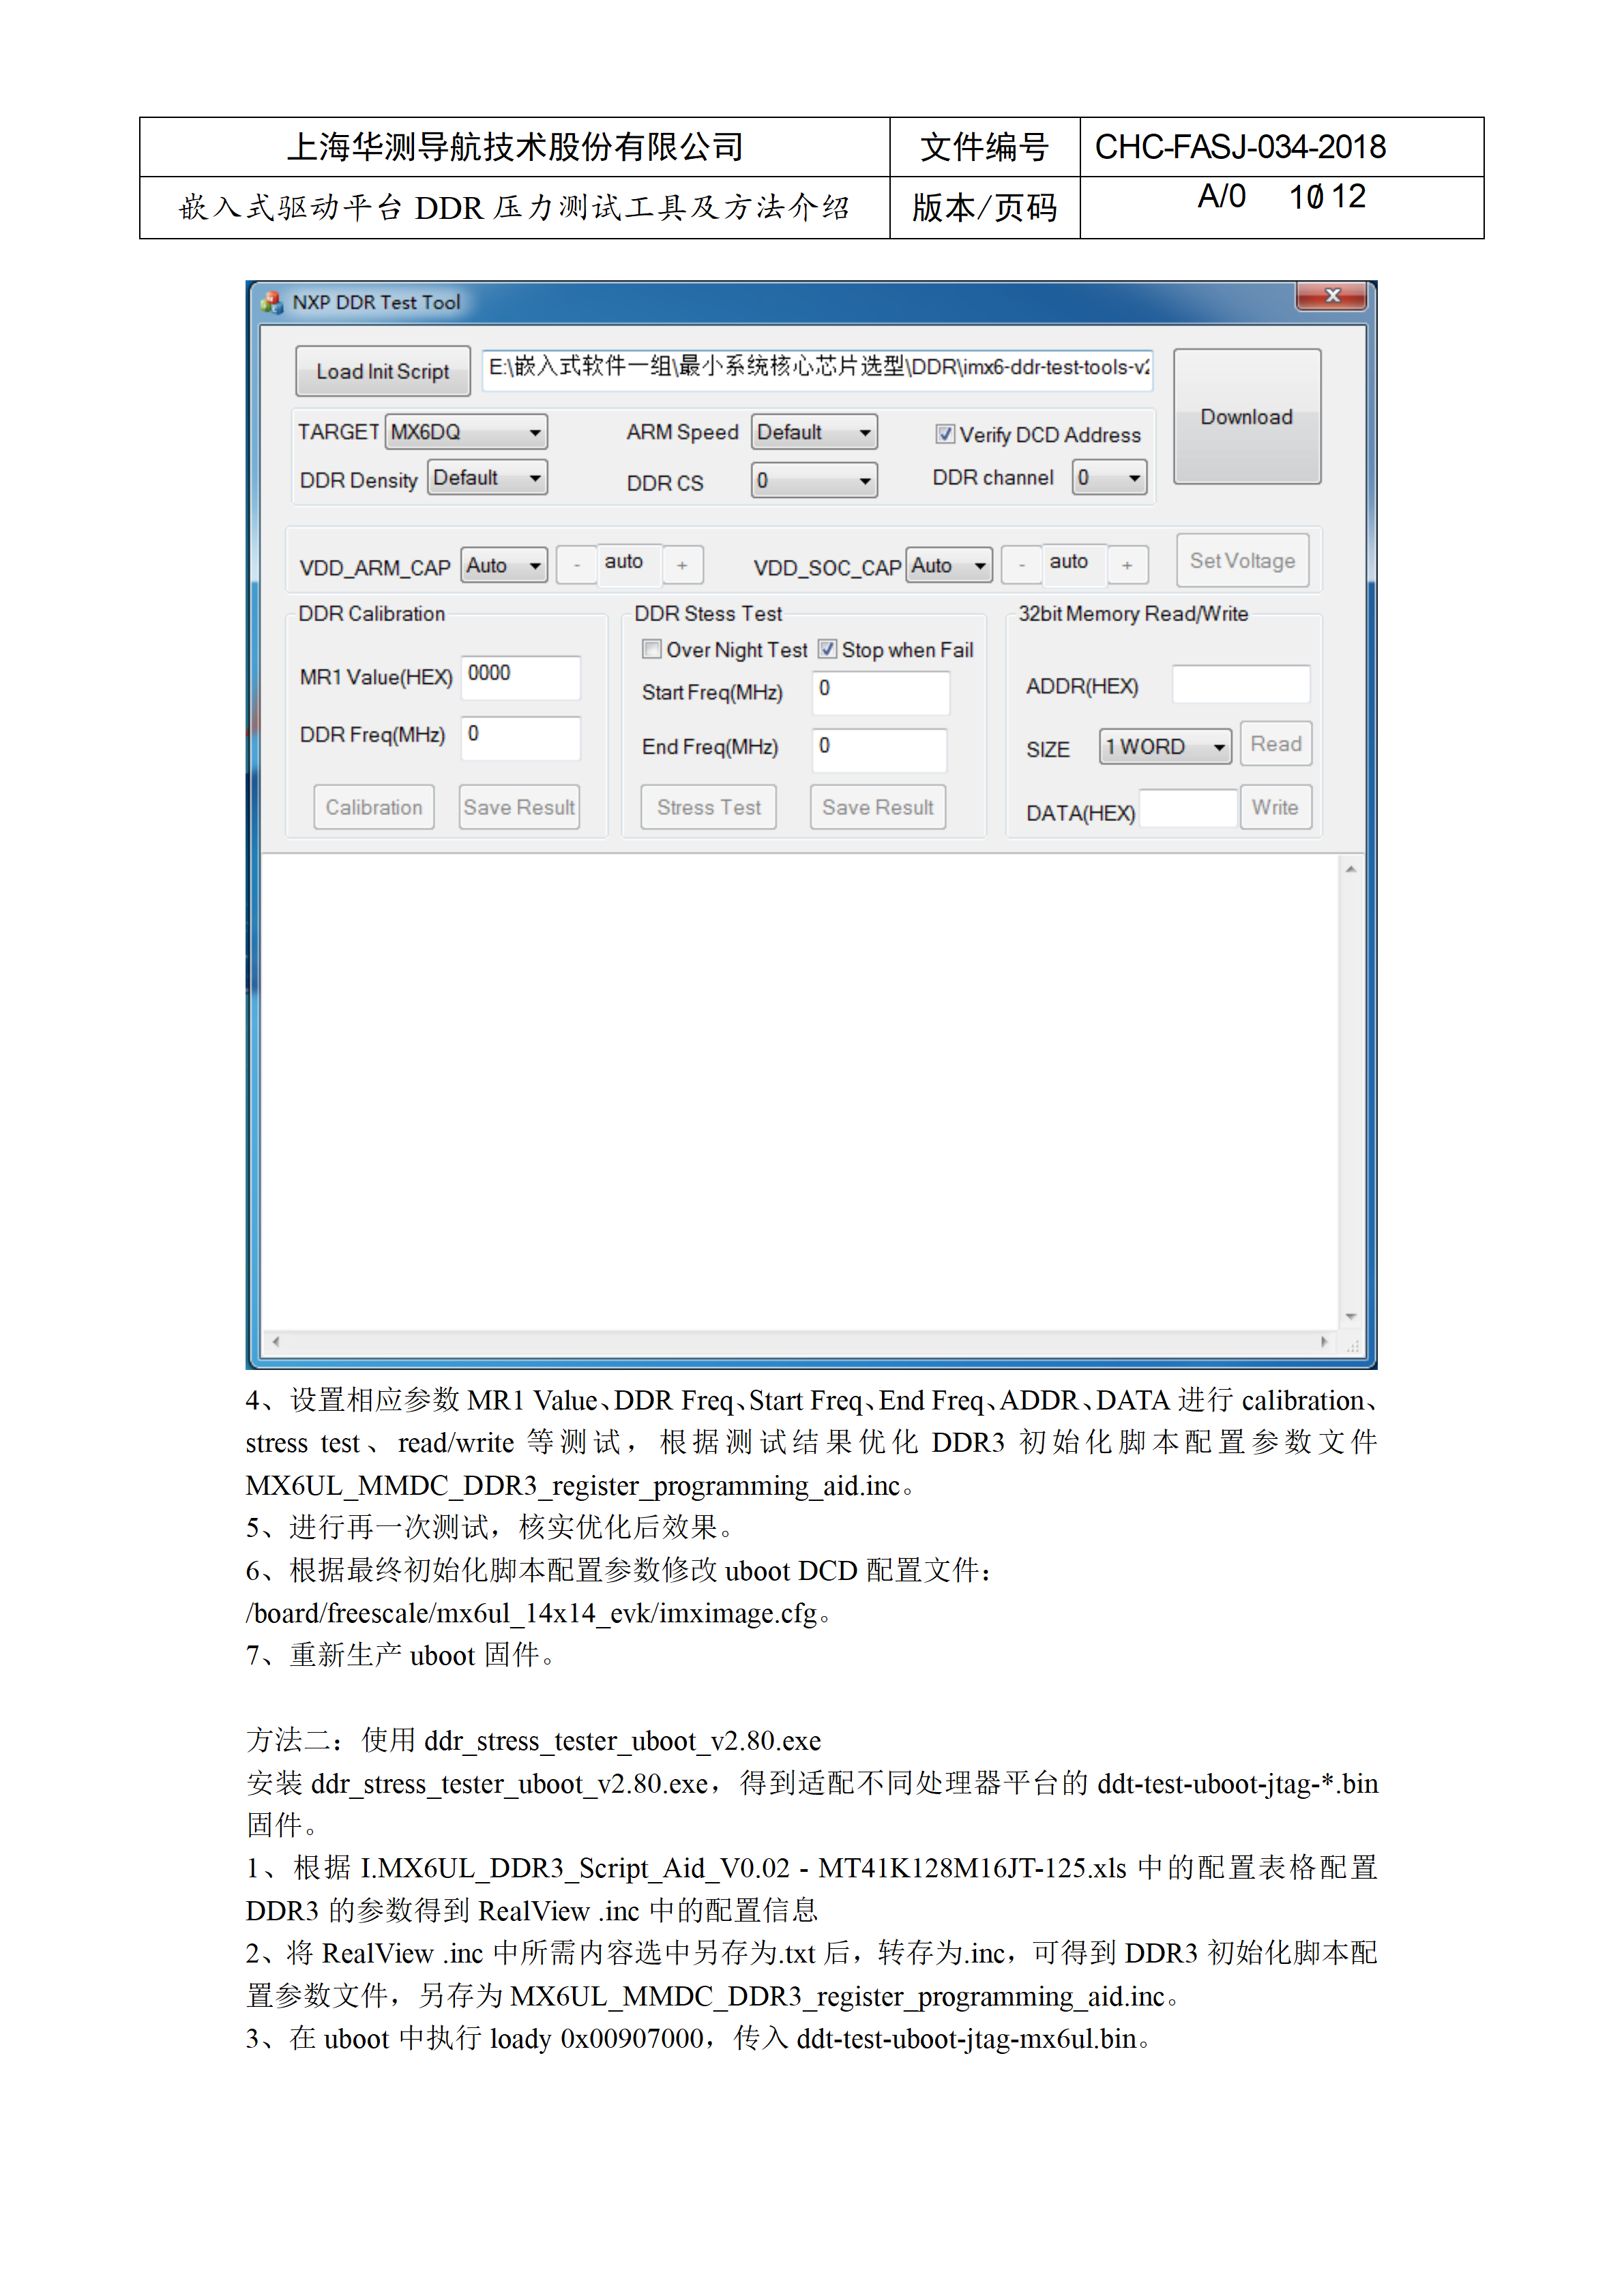 上海华测导航技术股份有限公司 文件编号 CHC-FASJ-034-2018
嵌入式驱动平台 DDR 压力测试工具及方法介绍 版本/页码 A/0 10/ 12
NXP DDR Test Tool
Load Init Script E:\嵌入式软件一组\最小系统核心芯片选型\DDR\imx6-ddr-test-tools-v2 Download
TARGET MX6DQ ARM Speed Default Verify DCD Address
DDR Density Default DDR CS 0 DDR channel 0
VDD_ARM_CAP Auto - auto + VDD_SOC_CAP Auto - auto + Set Voltage
DDR Calibration DDR Stess Test 32bit Memory Read/Write
Over Night Test Stop when Fail
MR1 Value(HEX) 0000 Start Freq(MHz) 0 ADDR(HEX)
DDR Freq(MHz) 0 End Freq(MHz) 0 SIZE 1 WORD Read
Calibration Save Result Stress Test Save Result DATA(HEX) Write
4、设置相应参数 MR1 Value、DDR Freq、Start Freq、End Freq、ADDR、DATA 进行 calibration、
stress test、read/write 等测试，根据测试结果优化 DDR3 初始化脚本配置参数文件
MX6UL_MMDC_DDR3_register_programming_aid.inc。
5、进行再一次测试，核实优化后效果。
6、根据最终初始化脚本配置参数修改 uboot DCD 配置文件：
/board/freescale/mx6ul_14x14_evk/imximage.cfg。
7、重新生产 uboot 固件。
方法二：使用 ddr_stress_tester_uboot_v2.80.exe
安装 ddr_stress_tester_uboot_v2.80.exe，得到适配不同处理器平台的 ddt-test-uboot-jtag-*.bin
固件。
1、根据 I.MX6UL_DDR3_Script_Aid_V0.02 - MT41K128M16JT-125.xls 中的配置表格配置
DDR3 的参数得到 RealView .inc 中的配置信息
2、将 RealView .inc 中所需内容选中另存为.txt 后，转存为.inc，可得到 DDR3 初始化脚本配
置参数文件，另存为 MX6UL_MMDC_DDR3_register_programming_aid.inc。
3、在 uboot 中执行 loady 0x00907000，传入 ddt-test-uboot-jtag-mx6ul.bin。